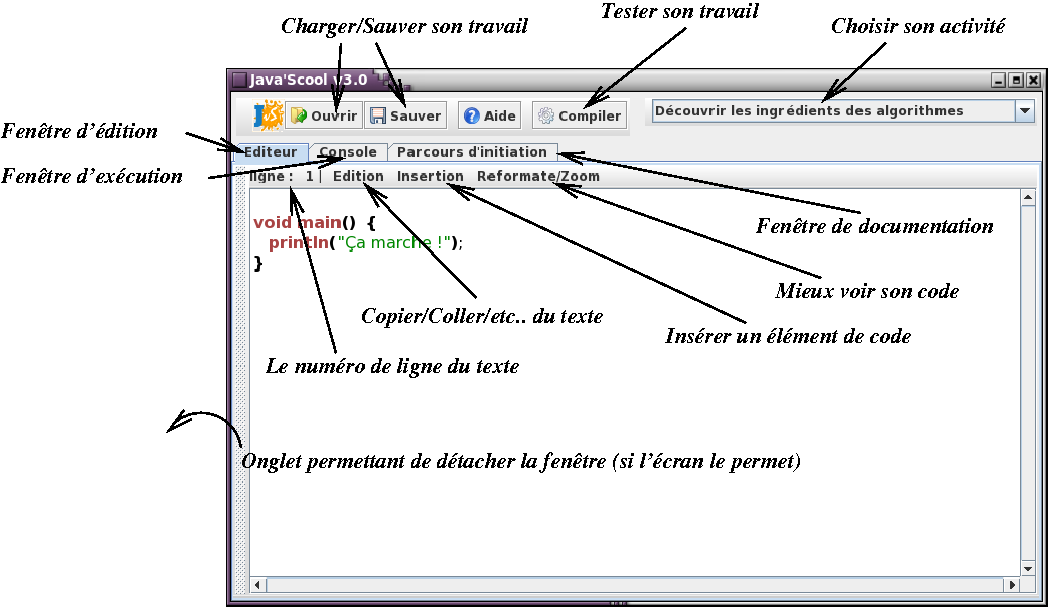 Charger/Sauver son travail
Tester son travail
Choisir son activité
Java'Scool v3.0
Ouvrir
Sauver
Aide
Compiler
Découvrir les ingrédients des algorithmes
Fenêtre d'édition
Editeur
Console
Parcours d'initiation
Fenêtre d'exécution
ligne : 1 | Edition Insertion Reformate/Zoom
void main() {
println("Ça marche !");
}
Fenêtre de documentation
Mieux voir son code
Copier/Coller/etc.. du texte
Insérer un élément de code
Le numéro de ligne du texte
Onglet permettant de détacher la fenêtre (si l'écran le permet)